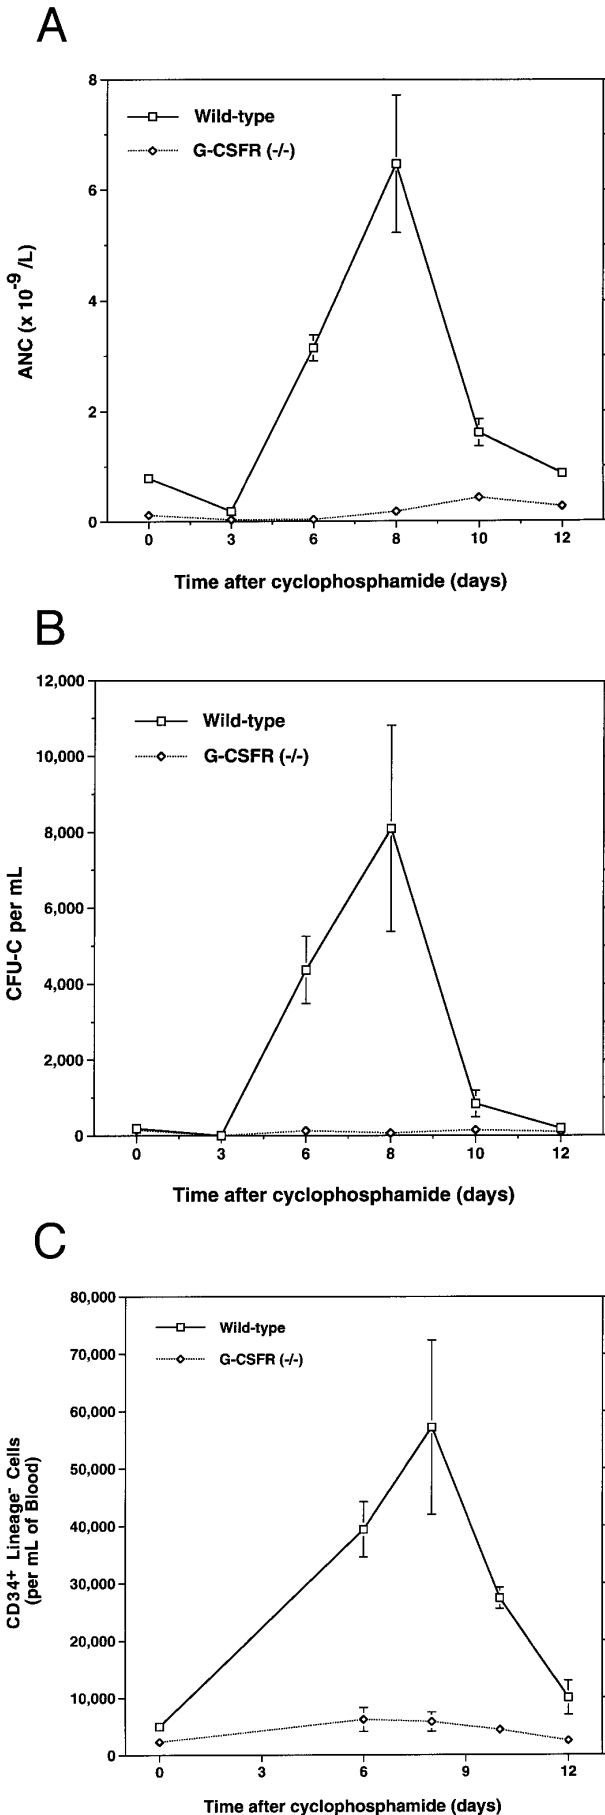 A
8
Wild-type
G-CSFR (-/-)
6
4
2
0
ANC (x 10⁻⁹ /L)
0 3 6 8 10 12
Time after cyclophosphamide (days)
B
12,000
Wild-type
G-CSFR (-/-)
10,000
8,000
6,000
4,000
2,000
0
CFU-C per mL
0 3 6 8 10 12
Time after cyclophosphamide (days)
C
80,000
Wild-type
70,000
G-CSFR (-/-)
60,000
50,000
40,000
30,000
20,000
10,000
0
CD34⁺ Lineage⁻ Cells
(per mL of Blood)
0 3 6 9 12
Time after cyclophosphamide (days)